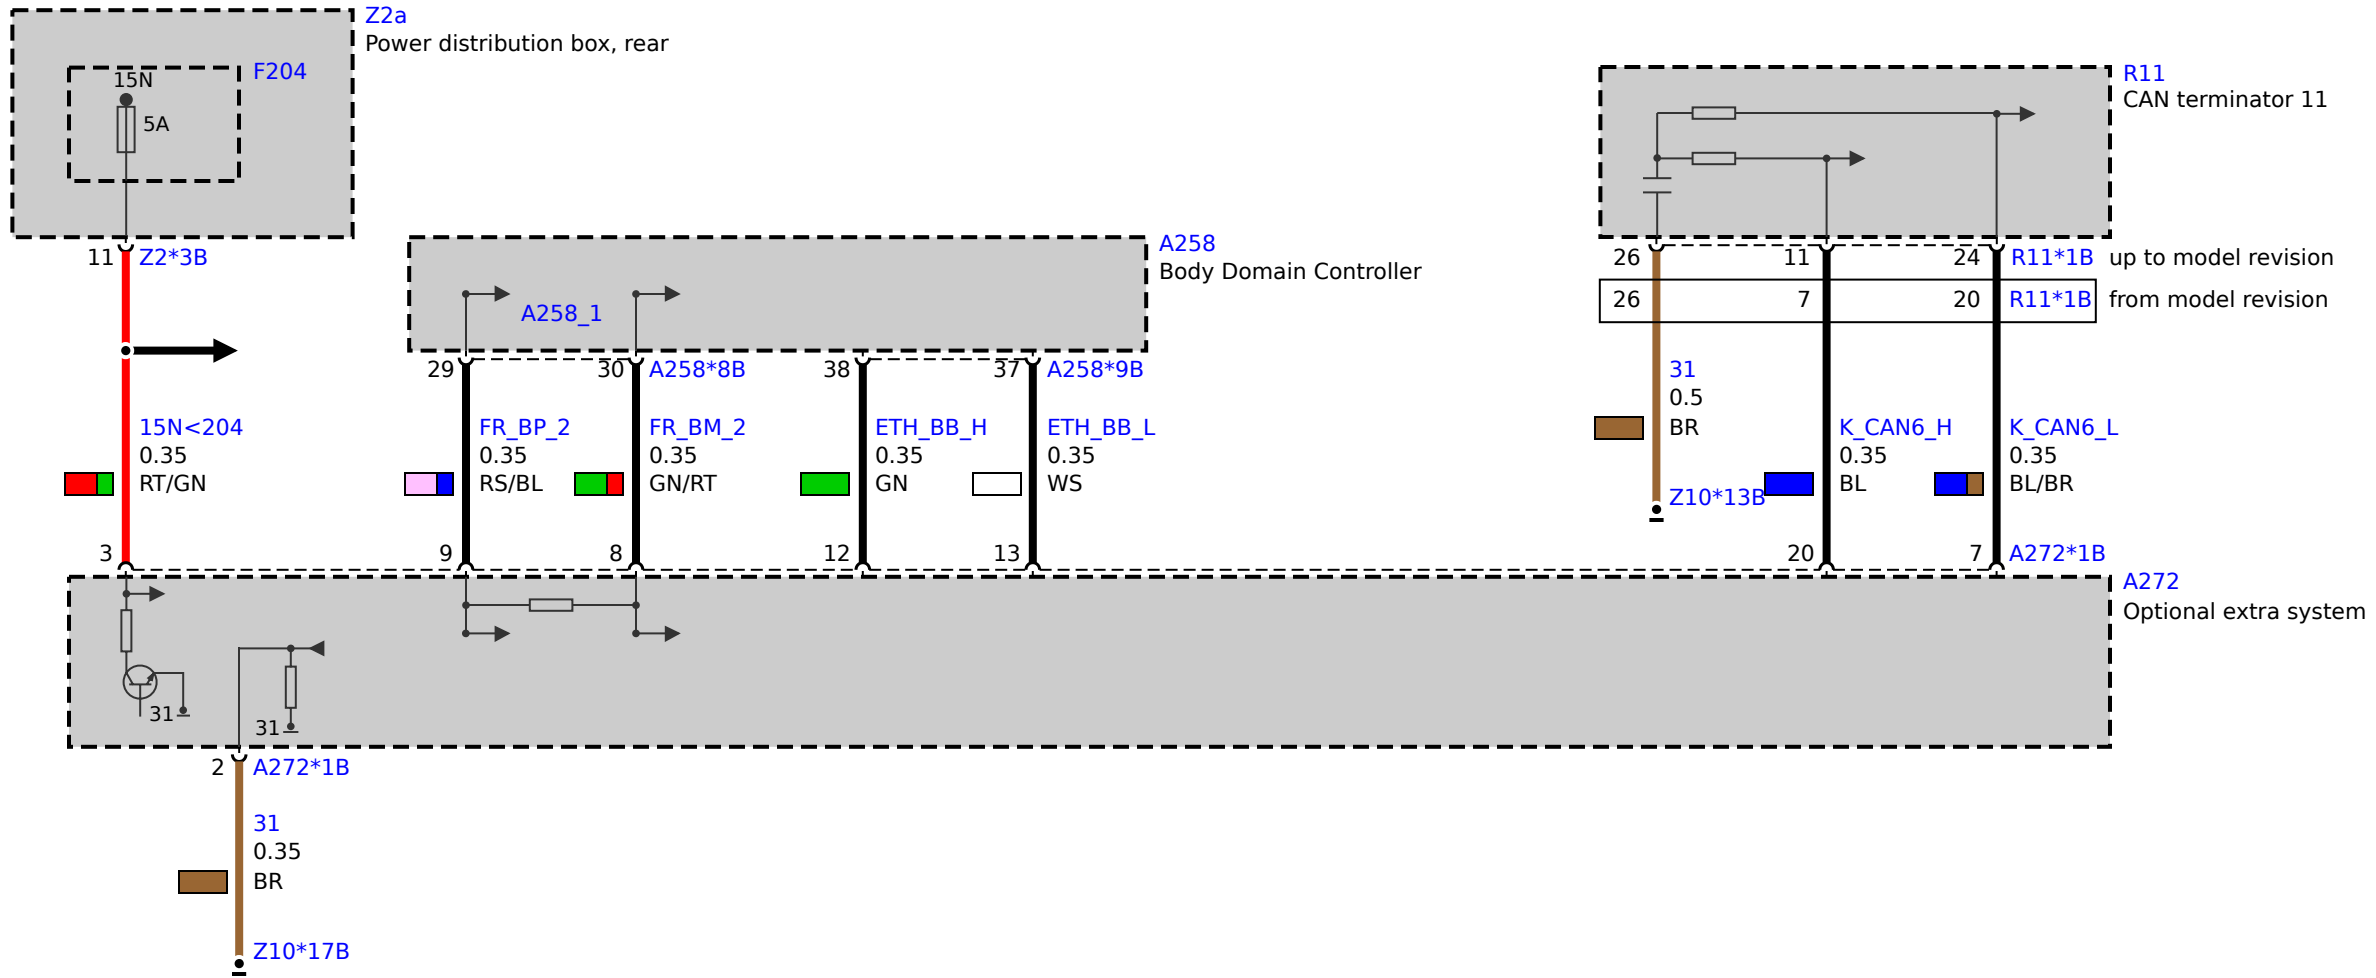 Z2a
Power distribution box, rear
F204
15N
5A
R11
CAN terminator 11
11 Z2*3B
A258
Body Domain Controller
A258_1
26 11 24 R11*1B up to model revision
26 7 20 R11*1B from model revision
29 30 A258*8B 38 37 A258*9B
31
0.5
BR
Z10*13B
15N<204
0.35
RT/GN
FR_BP_2
0.35
RS/BL
FR_BM_2
0.35
GN/RT
ETH_BB_H
0.35
GN
ETH_BB_L
0.35
WS
K_CAN6_H
0.35
BL
K_CAN6_L
0.35
BL/BR
3 9 8 12 13 20 7 A272*1B
A272
Optional extra system
31
31
2 A272*1B
31
0.35
BR
Z10*17B